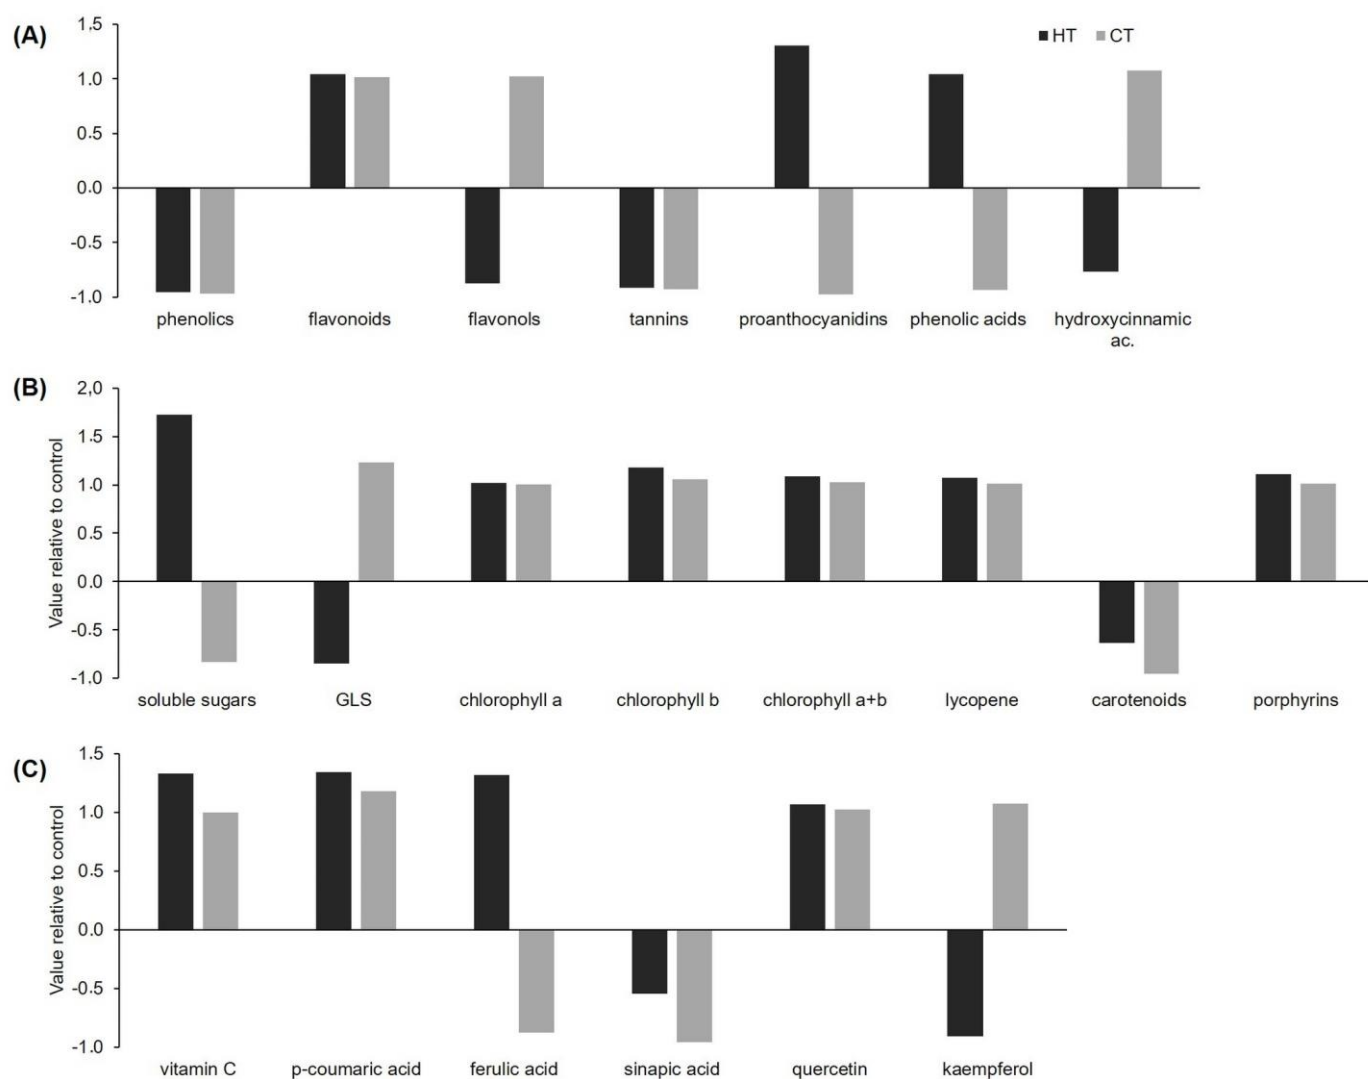 (A)
1,5
1.0
0.5
0.0
-0.5
-1.0
HT CT
phenolics flavonoids flavonols tannins proanthocyanidins phenolic acids hydroxycinnamic
ac.
(B)
Value relative to control
2,0
1.5
1.0
0.5
0.0
-0.5
-1.0
soluble sugars GLS chlorophyll a chlorophyll b chlorophyll a+b lycopene carotenoids porphyrins
(C)
Value relative to control
1.5
1.0
0.5
0.0
-0.5
-1.0
vitamin C p-coumaric acid ferulic acid sinapic acid quercetin kaempferol